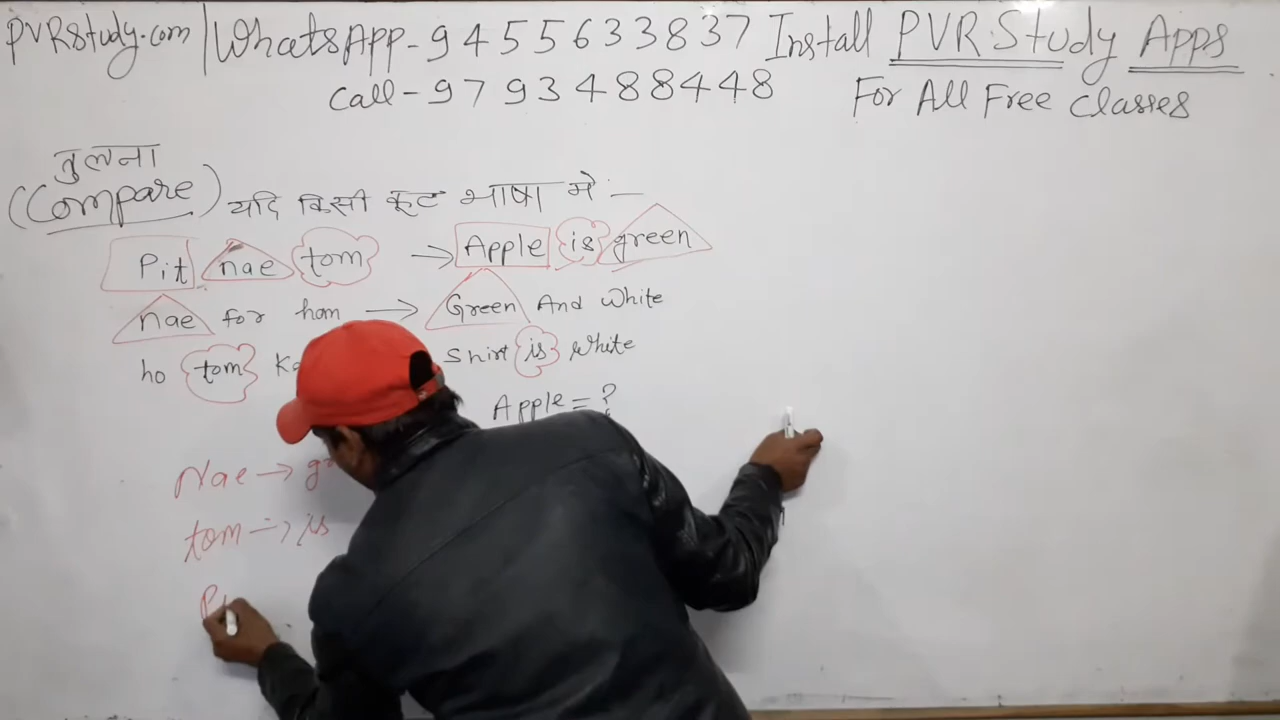 PVRStudy.com | WhatsApp-9455633837 Install PVR Study Apps
Call-9793488448 For All Free Classes
तुलना
(Compare) यदि किसी कूट भाषा मे :-
Pit nae tom → Apple is green
nae for hom → Green And white
ho tom Shirt is white
Apple = ?
Nae →
tom → is